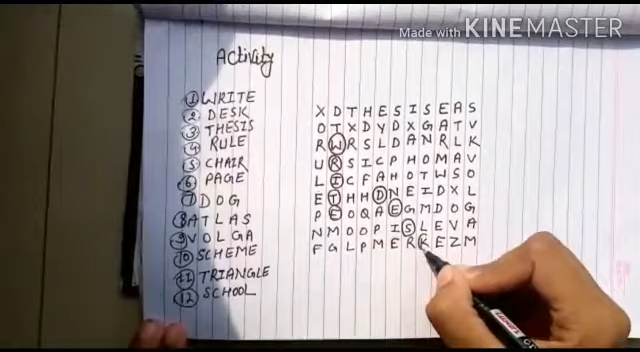 Made with KINEMASTER
Activity
1 WRITE
2 DESK
3 THESIS
4 RULE
5 CHAIR
6 PAGE
7 DOG
8 ATLAS
9 VOLGA
10 SCHEME
11 TRIANGLE
12 SCHOOL
X D T H E S I S E A S
O T X D Y D X G A T V
R W R S L D A N R L K
U R S I C P H O M A V
L I C F A H O T W S O
E T H H D N E I D X L
P E O Q A E G M D O G
N M O O P I S L E V A
F G L P M E R K E Z M